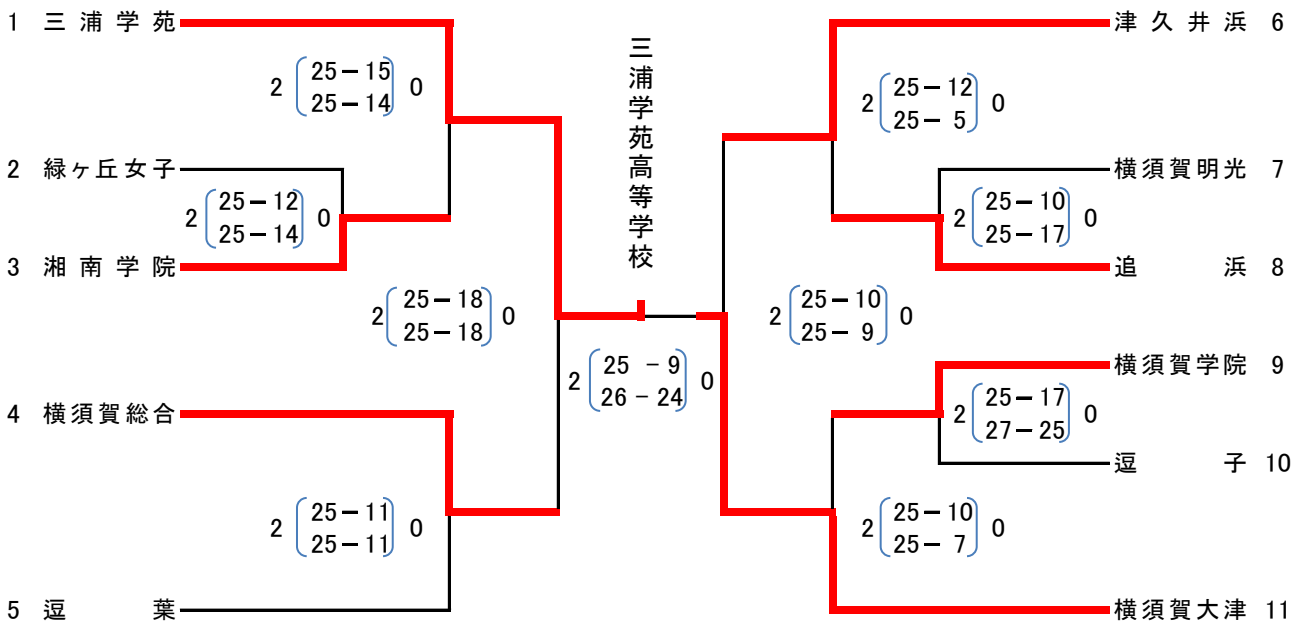 1 三浦学苑
2 ( 25-15
25-14 ) 0
2 緑ヶ丘女子
2 ( 25-12
25-14 ) 0
3 湘南学院
2 ( 25-18
25-18 ) 0
4 横須賀総合
2 ( 25-11
25-11 ) 0
5 逗葉
三浦学苑高等学校
2 ( 25-9
26-24 ) 0
津久井浜 6
2 ( 25-12
25-5 ) 0
横須賀明光 7
2 ( 25-10
25-17 ) 0
追浜 8
2 ( 25-10
25-9 ) 0
横須賀学院 9
2 ( 25-17
27-25 ) 0
逗子 10
2 ( 25-10
25-7 ) 0
横須賀大津 11